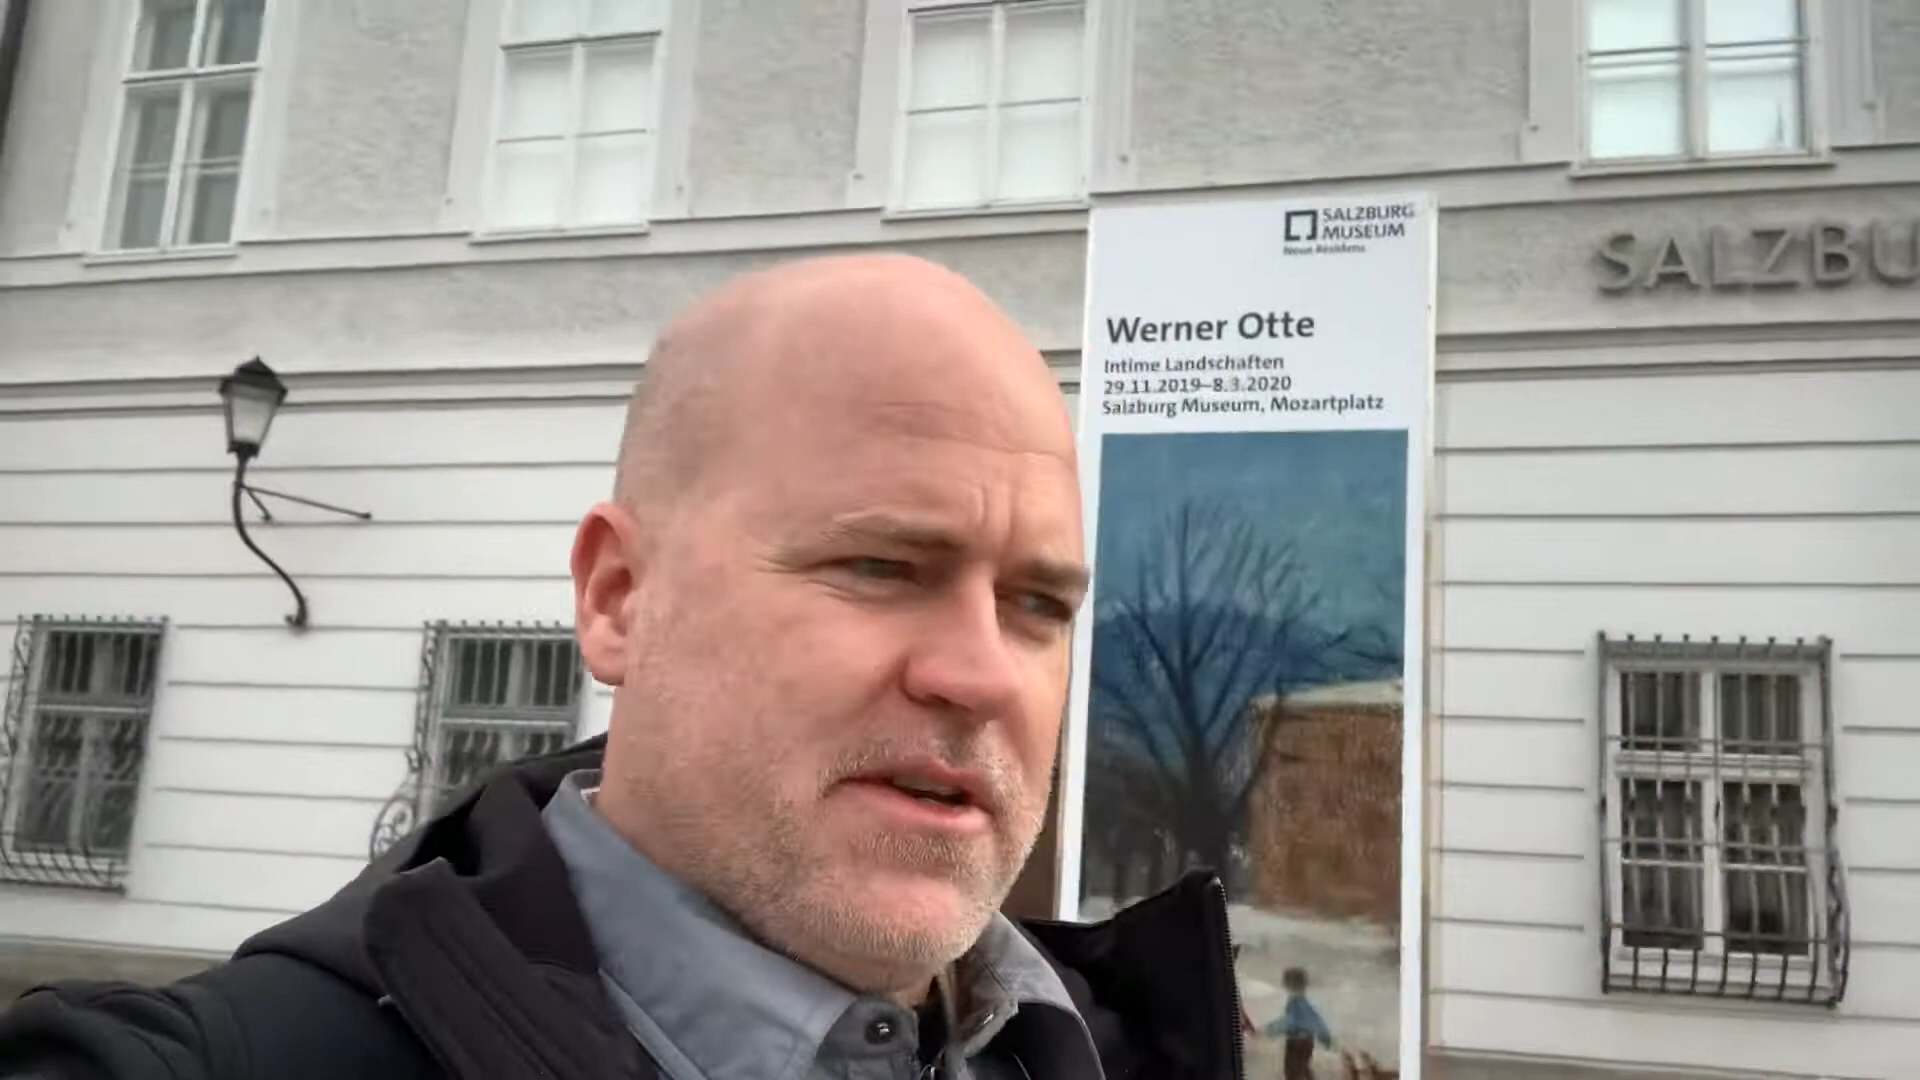 SALZBURG
MUSEUM
Neue Residenz
Werner Otte
Intime Landschaften
29.11.2019–8.3.2020
Salzburg Museum, Mozartplatz
SALZBU